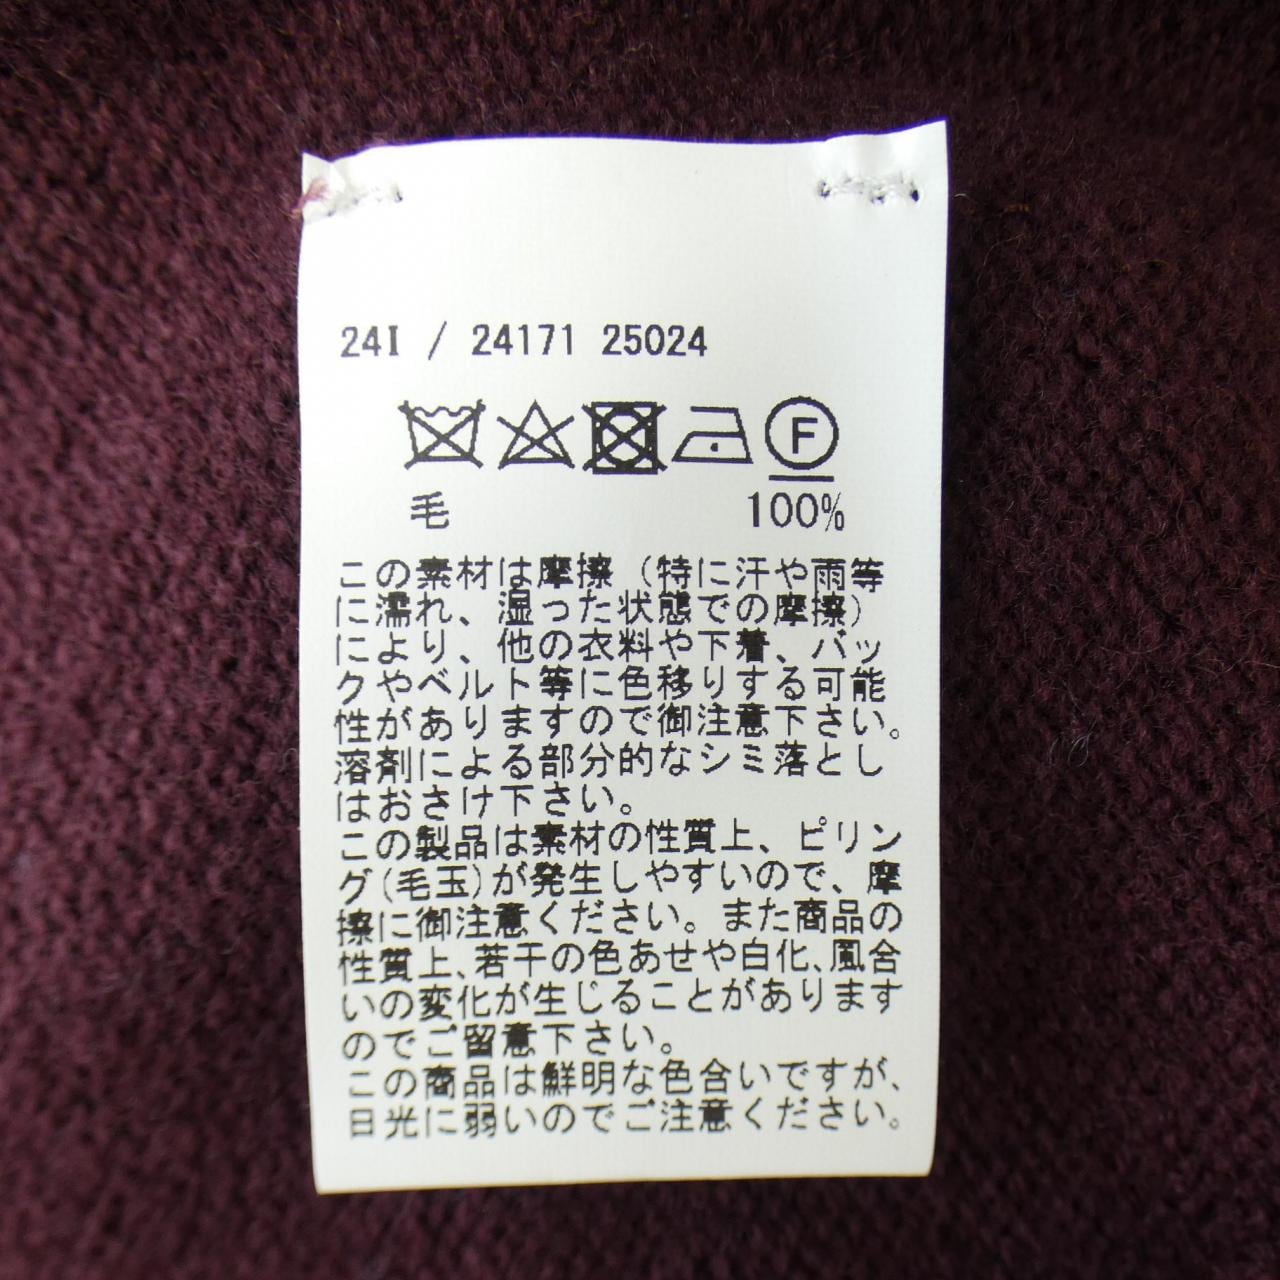 24I / 24171 25024
F
毛 100%
この素材は摩擦(特に汗や雨等
に濡れ、湿った状態での摩擦)
により、他の衣料や下着、バッ
クやベルト等に色移りする可能
性がありますので御注意下さい。
溶剤による部分的なシミ落とし
はおさけ下さい。
この製品は素材の性質上、ピリン
グ(毛玉)が発生しやすいので、摩
擦に御注意ください。また商品の
性質上、若干の色あせや白化、風合
いの変化が生じることがあります
のでご留意下さい。
この商品は鮮明な色合いですが、
日光に弱いのでご注意ください。